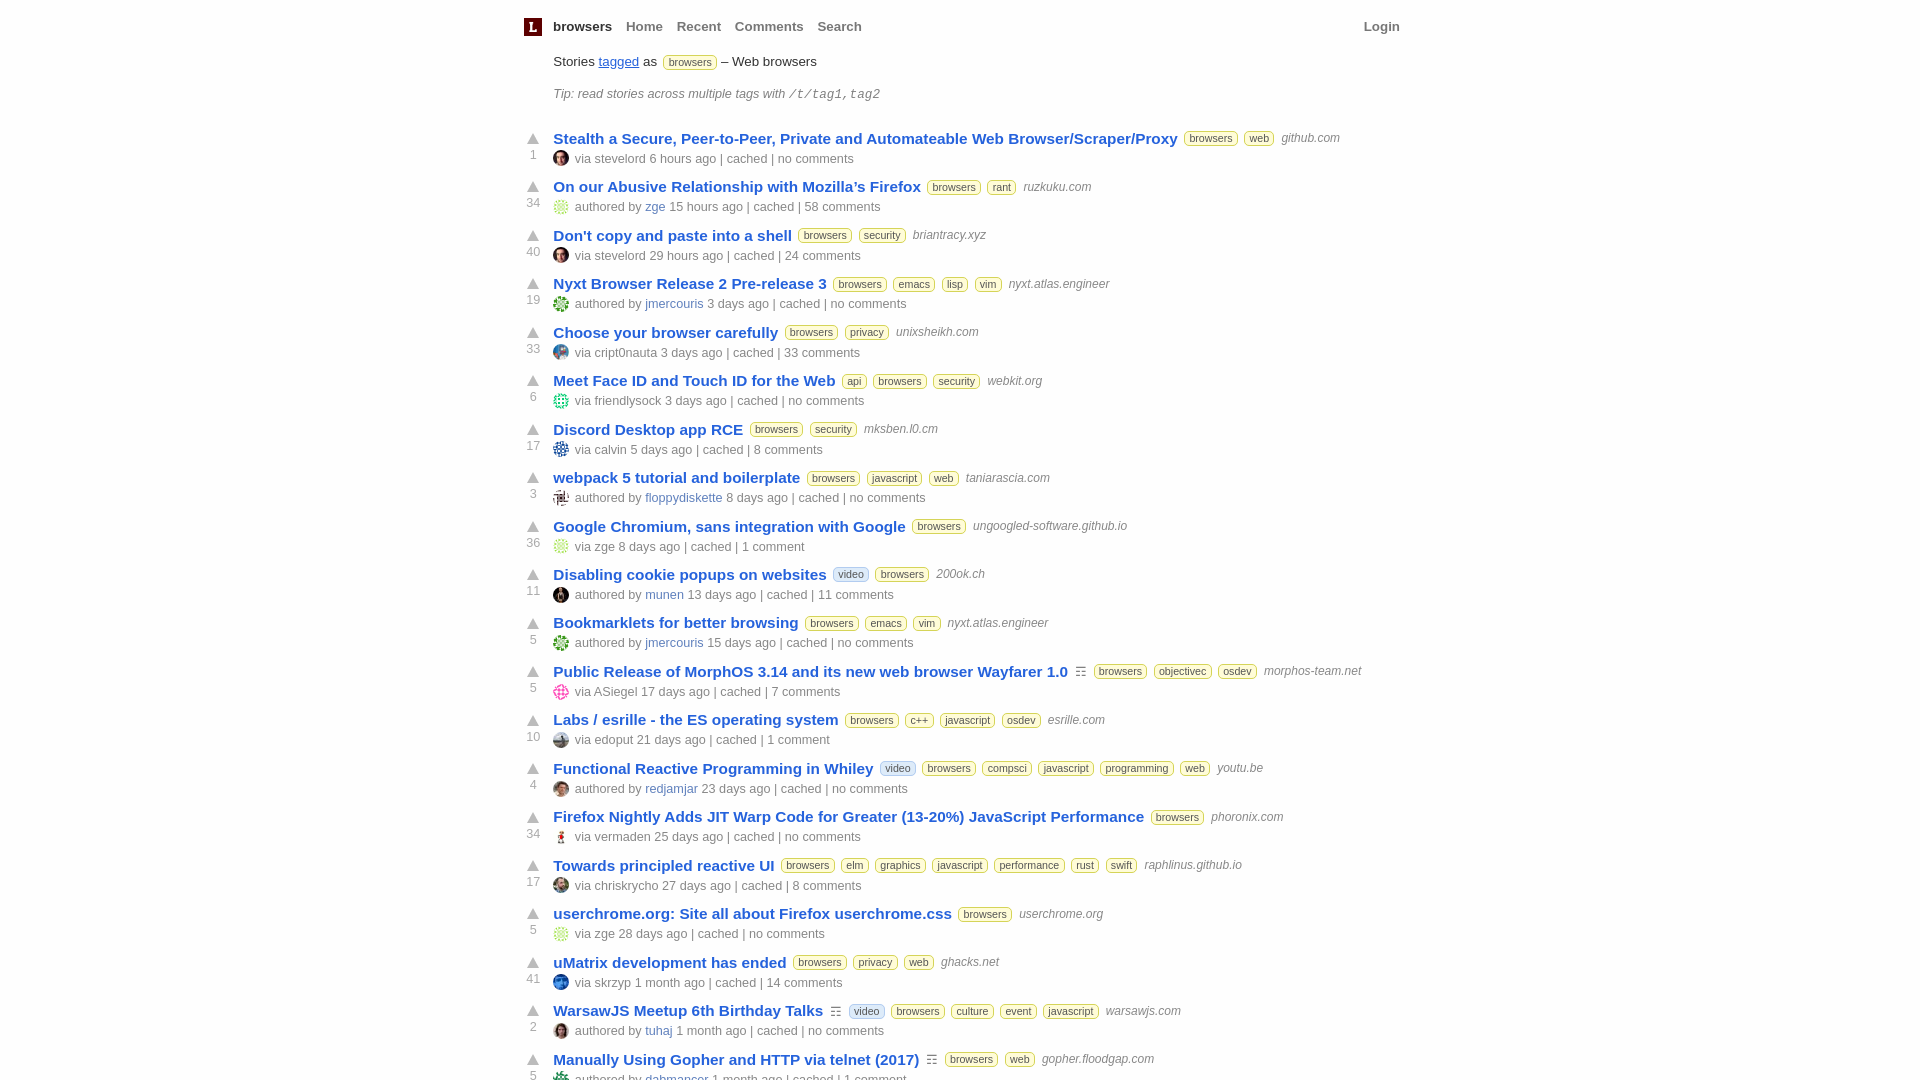 L browsers Home Recent Comments Search Login
Stories tagged as browsers – Web browsers
Tip: read stories across multiple tags with /t/tag1,tag2
Stealth a Secure, Peer-to-Peer, Private and Automateable Web Browser/Scraper/Proxy browsers web github.com
1 via stevelord 6 hours ago | cached | no comments
On our Abusive Relationship with Mozilla’s Firefox browsers rant ruzkuku.com
34 authored by zge 15 hours ago | cached | 58 comments
Don't copy and paste into a shell browsers security briantracy.xyz
40 via stevelord 29 hours ago | cached | 24 comments
Nyxt Browser Release 2 Pre-release 3 browsers emacs lisp vim nyxt.atlas.engineer
19 authored by jmercouris 3 days ago | cached | no comments
Choose your browser carefully browsers privacy unixsheikh.com
33 via cript0nauta 3 days ago | cached | 33 comments
Meet Face ID and Touch ID for the Web api browsers security webkit.org
6 via friendlysock 3 days ago | cached | no comments
Discord Desktop app RCE browsers security mksben.l0.cm
17 via calvin 5 days ago | cached | 8 comments
webpack 5 tutorial and boilerplate browsers javascript web taniarascia.com
3 authored by floppydiskette 8 days ago | cached | no comments
Google Chromium, sans integration with Google browsers ungoogled-software.github.io
36 via zge 8 days ago | cached | 1 comment
Disabling cookie popups on websites video browsers 200ok.ch
11 authored by munen 13 days ago | cached | 11 comments
Bookmarklets for better browsing browsers emacs vim nyxt.atlas.engineer
5 authored by jmercouris 15 days ago | cached | no comments
Public Release of MorphOS 3.14 and its new web browser Wayfarer 1.0 ☶ browsers objectivec osdev morphos-team.net
5 via ASiegel 17 days ago | cached | 7 comments
Labs / esrille - the ES operating system browsers c++ javascript osdev esrille.com
10 via edoput 21 days ago | cached | 1 comment
Functional Reactive Programming in Whiley video browsers compsci javascript programming web youtu.be
4 authored by redjamjar 23 days ago | cached | no comments
Firefox Nightly Adds JIT Warp Code for Greater (13-20%) JavaScript Performance browsers phoronix.com
34 via vermaden 25 days ago | cached | no comments
Towards principled reactive UI browsers elm graphics javascript performance rust swift raphlinus.github.io
17 via chriskrycho 27 days ago | cached | 8 comments
userchrome.org: Site all about Firefox userchrome.css browsers userchrome.org
5 via zge 28 days ago | cached | no comments
uMatrix development has ended browsers privacy web ghacks.net
41 via skrzyp 1 month ago | cached | 14 comments
WarsawJS Meetup 6th Birthday Talks ☶ video browsers culture event javascript warsawjs.com
2 authored by tuhaj 1 month ago | cached | no comments
Manually Using Gopher and HTTP via telnet (2017) ☶ browsers web gopher.floodgap.com
5 authored by dabmancer 1 month ago | cached | 1 comment